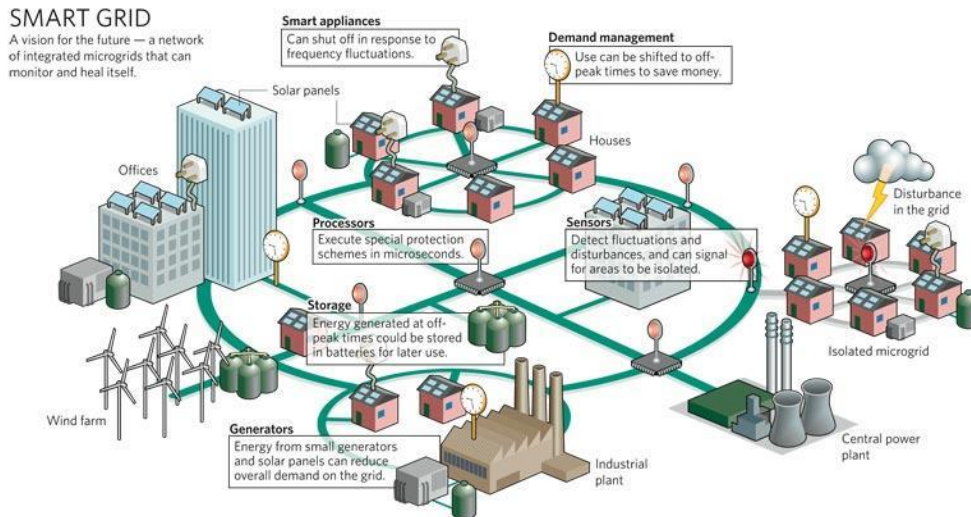 SMART GRID
A vision for the future — a network
of integrated microgrids that can
monitor and heal itself.
Smart appliances
Can shut off in response to
frequency fluctuations.
Demand management
Use can be shifted to off-
peak times to save money.
Solar panels
Houses
Offices
Disturbance
in the grid
Processors
Execute special protection
schemes in microseconds.
Sensors
Detect fluctuations and
disturbances, and can signal
for areas to be isolated.
Storage
Energy generated at off-
peak times could be stored
in batteries for later use.
Isolated microgrid
Wind farm
Generators
Energy from small generators
and solar panels can reduce
overall demand on the grid.
Industrial
plant
Central power
plant